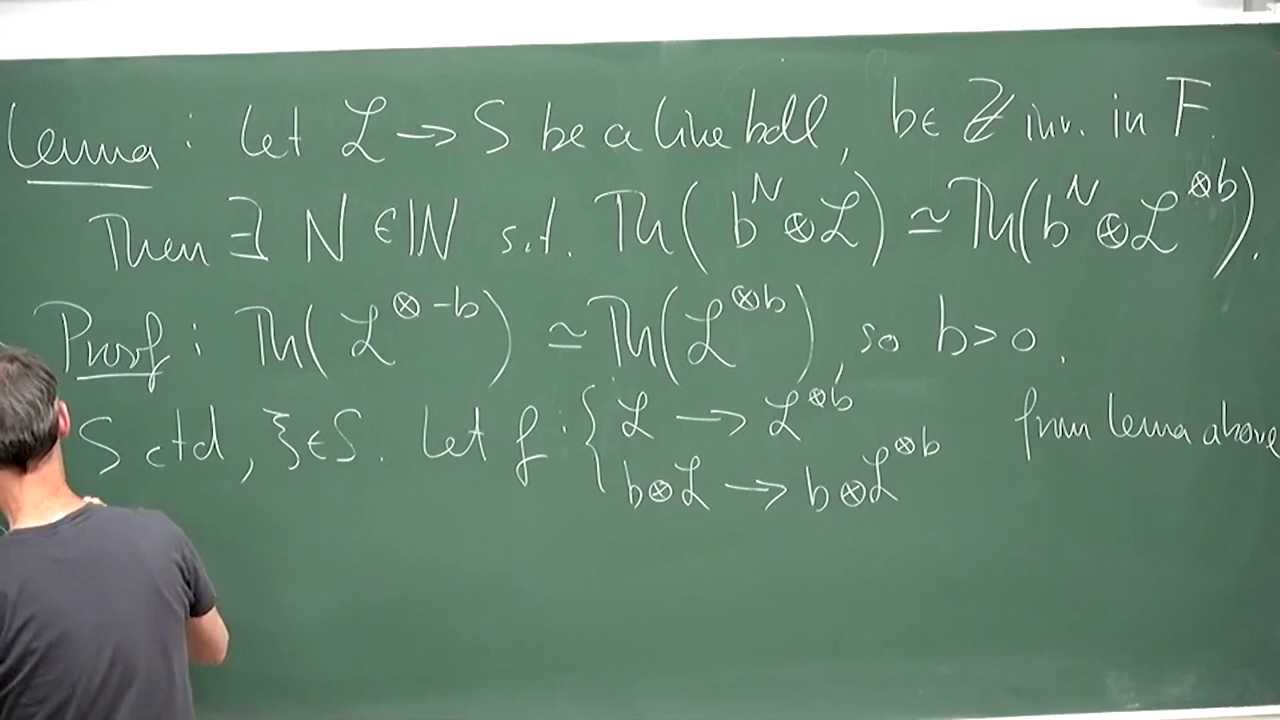 Lemma : Let ℒ → S be a line bdl, b ∈ ℤ inv. in F.
Then ∃ N ∈ ℕ s.t. Th(b^N ⊗ ℒ) ≃ Th(b^N ⊗ ℒ^{⊗b}).
Proof : Th(ℒ^{⊗-b}) ≃ Th(ℒ^{⊗b}), so b>0.
S ctd, ξ∈S. Let f : { ℒ → ℒ^{⊗b} from lemma above
b⊗ℒ → b⊗ℒ^{⊗b}